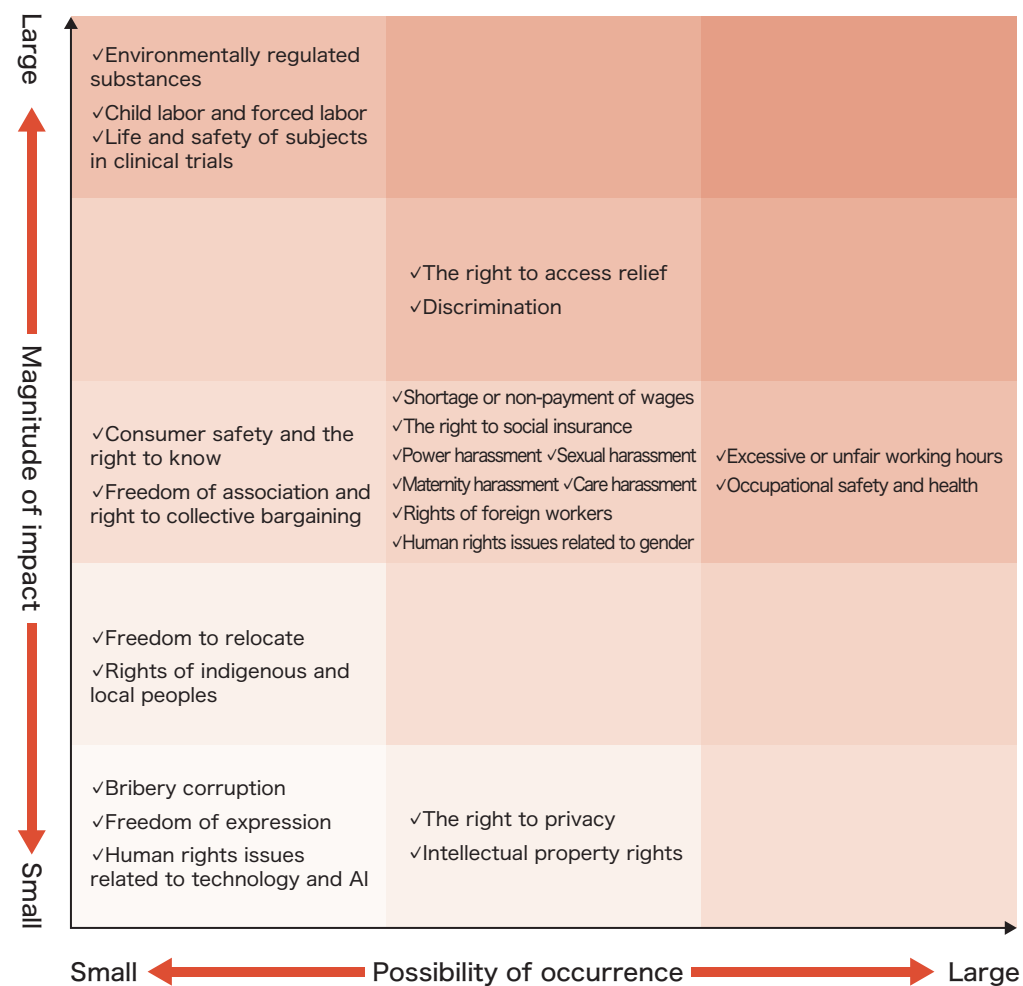 Large
✓Environmentally regulated
substances
✓Child labor and forced labor
✓Life and safety of subjects
in clinical trials
✓The right to access relief
✓Discrimination
Magnitude of impact
✓Consumer safety and the
right to know
✓Freedom of association and
right to collective bargaining
✓Shortage or non-payment of wages
✓The right to social insurance
✓Power harassment ✓Sexual harassment
✓Maternity harassment ✓Care harassment
✓Rights of foreign workers
✓Human rights issues related to gender
✓Excessive or unfair working hours
✓Occupational safety and health
✓Freedom to relocate
✓Rights of indigenous and
local peoples
✓Bribery corruption
✓Freedom of expression
✓Human rights issues
related to technology and AI
✓The right to privacy
✓Intellectual property rights
Small
Small
Possibility of occurrence
Large